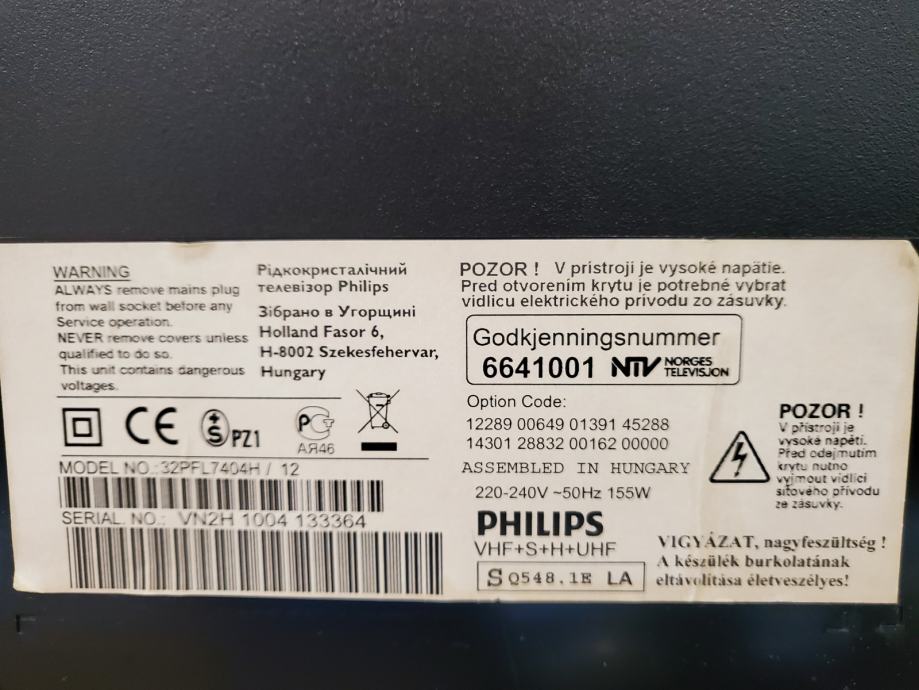 WARNING
ALWAYS remove mains plug
from wall socket before any
Service operation.
NEVER remove covers unless
qualified to do so.
This unit contains dangerous
voltages.
Рідкокристалічний
телевізор Philips
Зібрано в Угорщині
Holland Fasor 6,
H-8002 Szekesfehervar,
Hungary
CE
S PZ1
РСТ
АЯ46
MODEL NO.:32PFL7404H / 12
SERIAL. NO.: VN2H 1004 133364
POZOR ! V prístroji je vysoké napätie.
Pred otvorením krytu je potrebné vybrat
vidlicu elektrického prívodu zo zásuvky.
Godkjenningsnummer
6641001 NTV NORGES
TELEVISJON
Option Code:
12289 00649 01391 45288
14301 28832 00162 00000
ASSEMBLED IN HUNGARY
220-240V ~50Hz 155W
PHILIPS
VHF+S+H+UHF
S Q548.1E LA
POZOR !
V přístroji je
vysoké napětí.
Před odejmutím
krytu nutno
vyjmout vidlici
síťového přívodu
ze zásuvky.
VIGYÁZAT, nagyfeszültség !
A készülék burkolatának
eltávolítása életveszélyes!